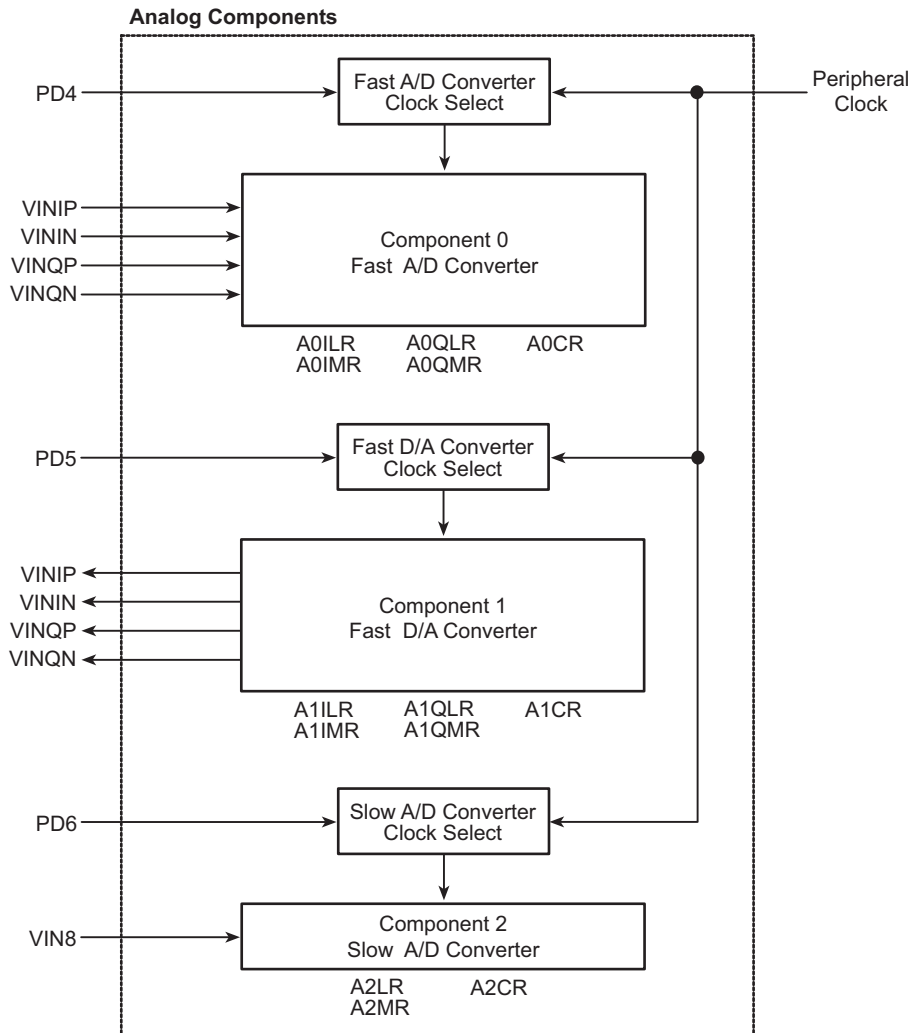 Analog Components
PD4
Fast A/D Converter
Clock Select
Peripheral
Clock
VINIP
VININ
VINQP
VINQN
Component 0
Fast A/D Converter
A0ILR A0QLR A0CR
A0IMR A0QMR
PD5
Fast D/A Converter
Clock Select
VINIP
VININ
VINQP
VINQN
Component 1
Fast D/A Converter
A1ILR A1QLR A1CR
A1IMR A1QMR
PD6
Slow A/D Converter
Clock Select
VIN8
Component 2
Slow A/D Converter
A2LR A2CR
A2MR